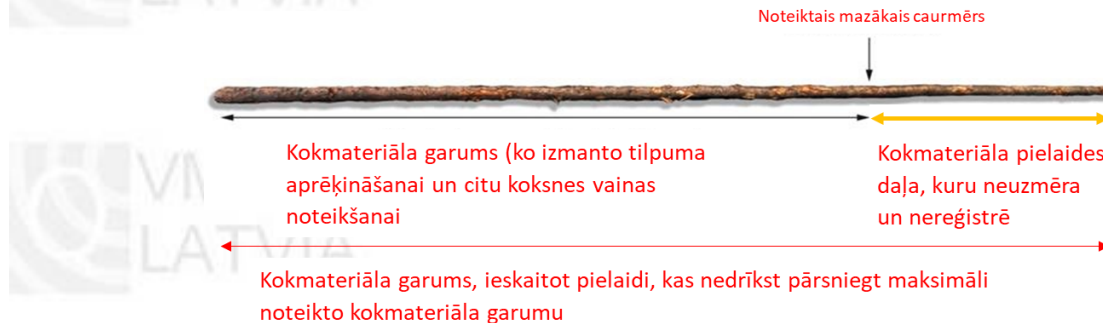 Noteiktais mazākais caurmērs
Kokmateriāla garums (ko izmanto tilpuma
aprēķināšanai un citu koksnes vainas
noteikšanai
Kokmateriāla pielaides
daļa, kuru neuzmēra
un nereģistrē
LATVIA
Kokmateriāla garums, ieskaitot pielaidi, kas nedrīkst pārsniegt maksimāli
noteikto kokmateriāla garumu